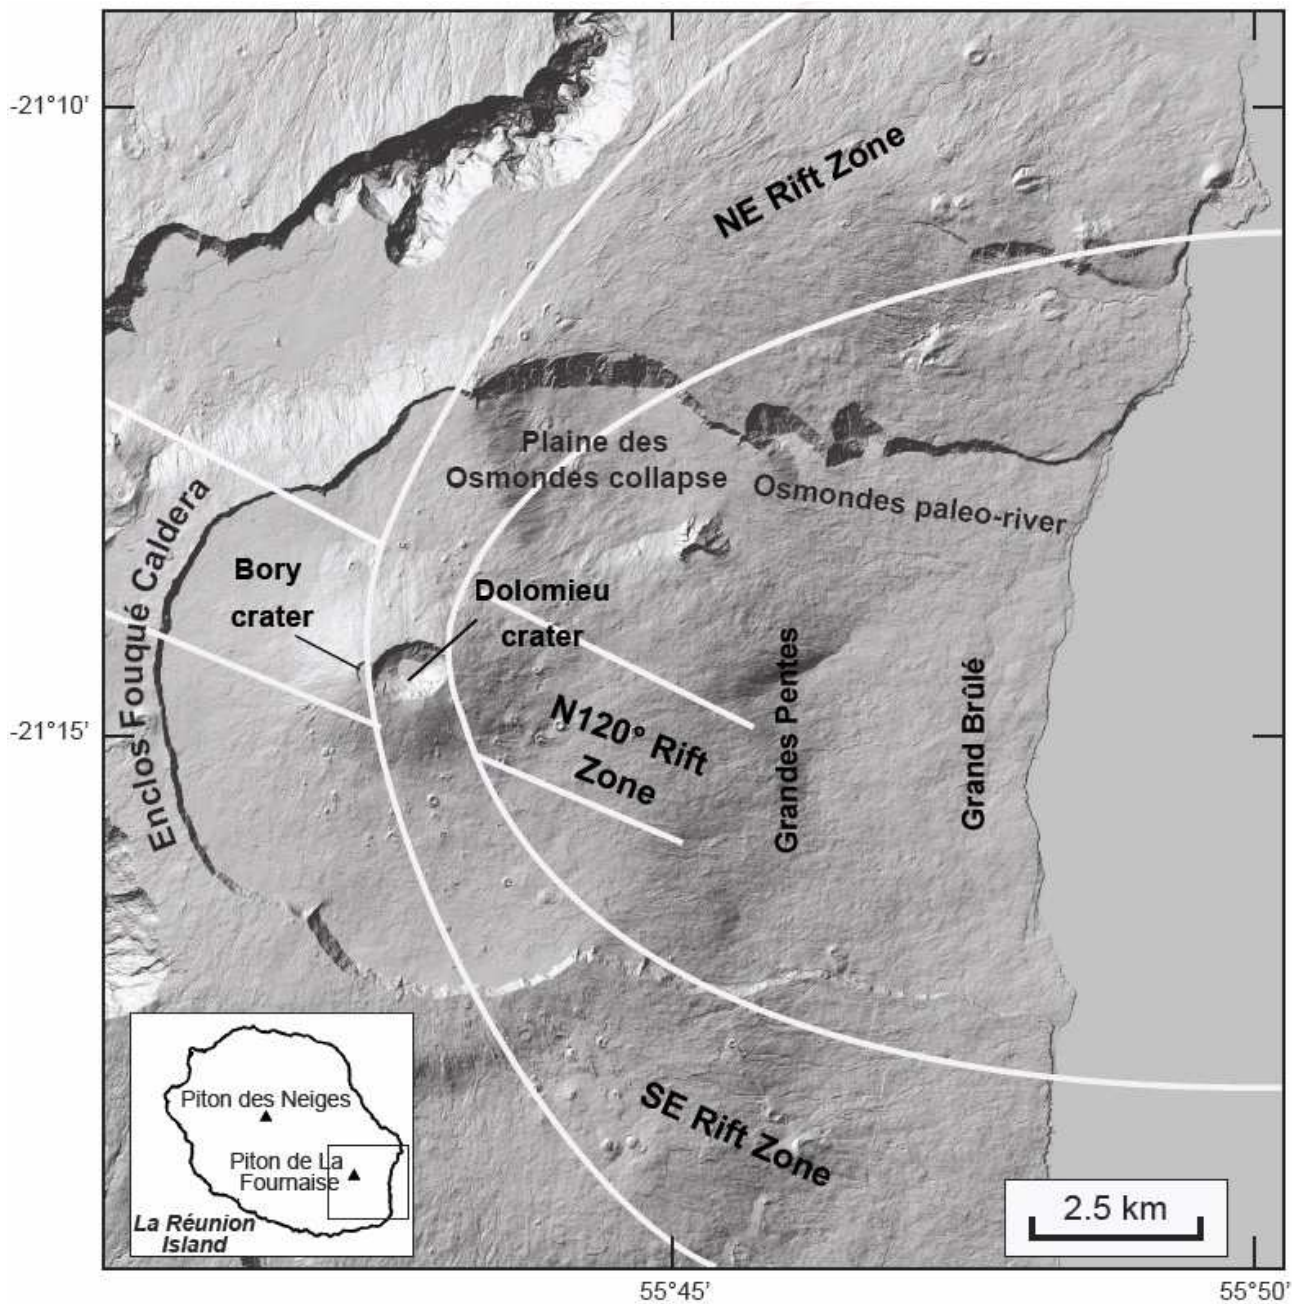 -21°10'
NE Rift Zone
Plaine des
Osmondes collapse
Osmondes paleo-river
Enclos Fouqué Caldera
Bory
crater
Dolomieu
crater
-21°15'
N120° Rift
Zone
Grandes Pentes
Grand Brûlé
SE Rift Zone
Piton des Neiges
Piton de La
Fournaise
La Réunion
Island
2.5 km
55°45'
55°50'